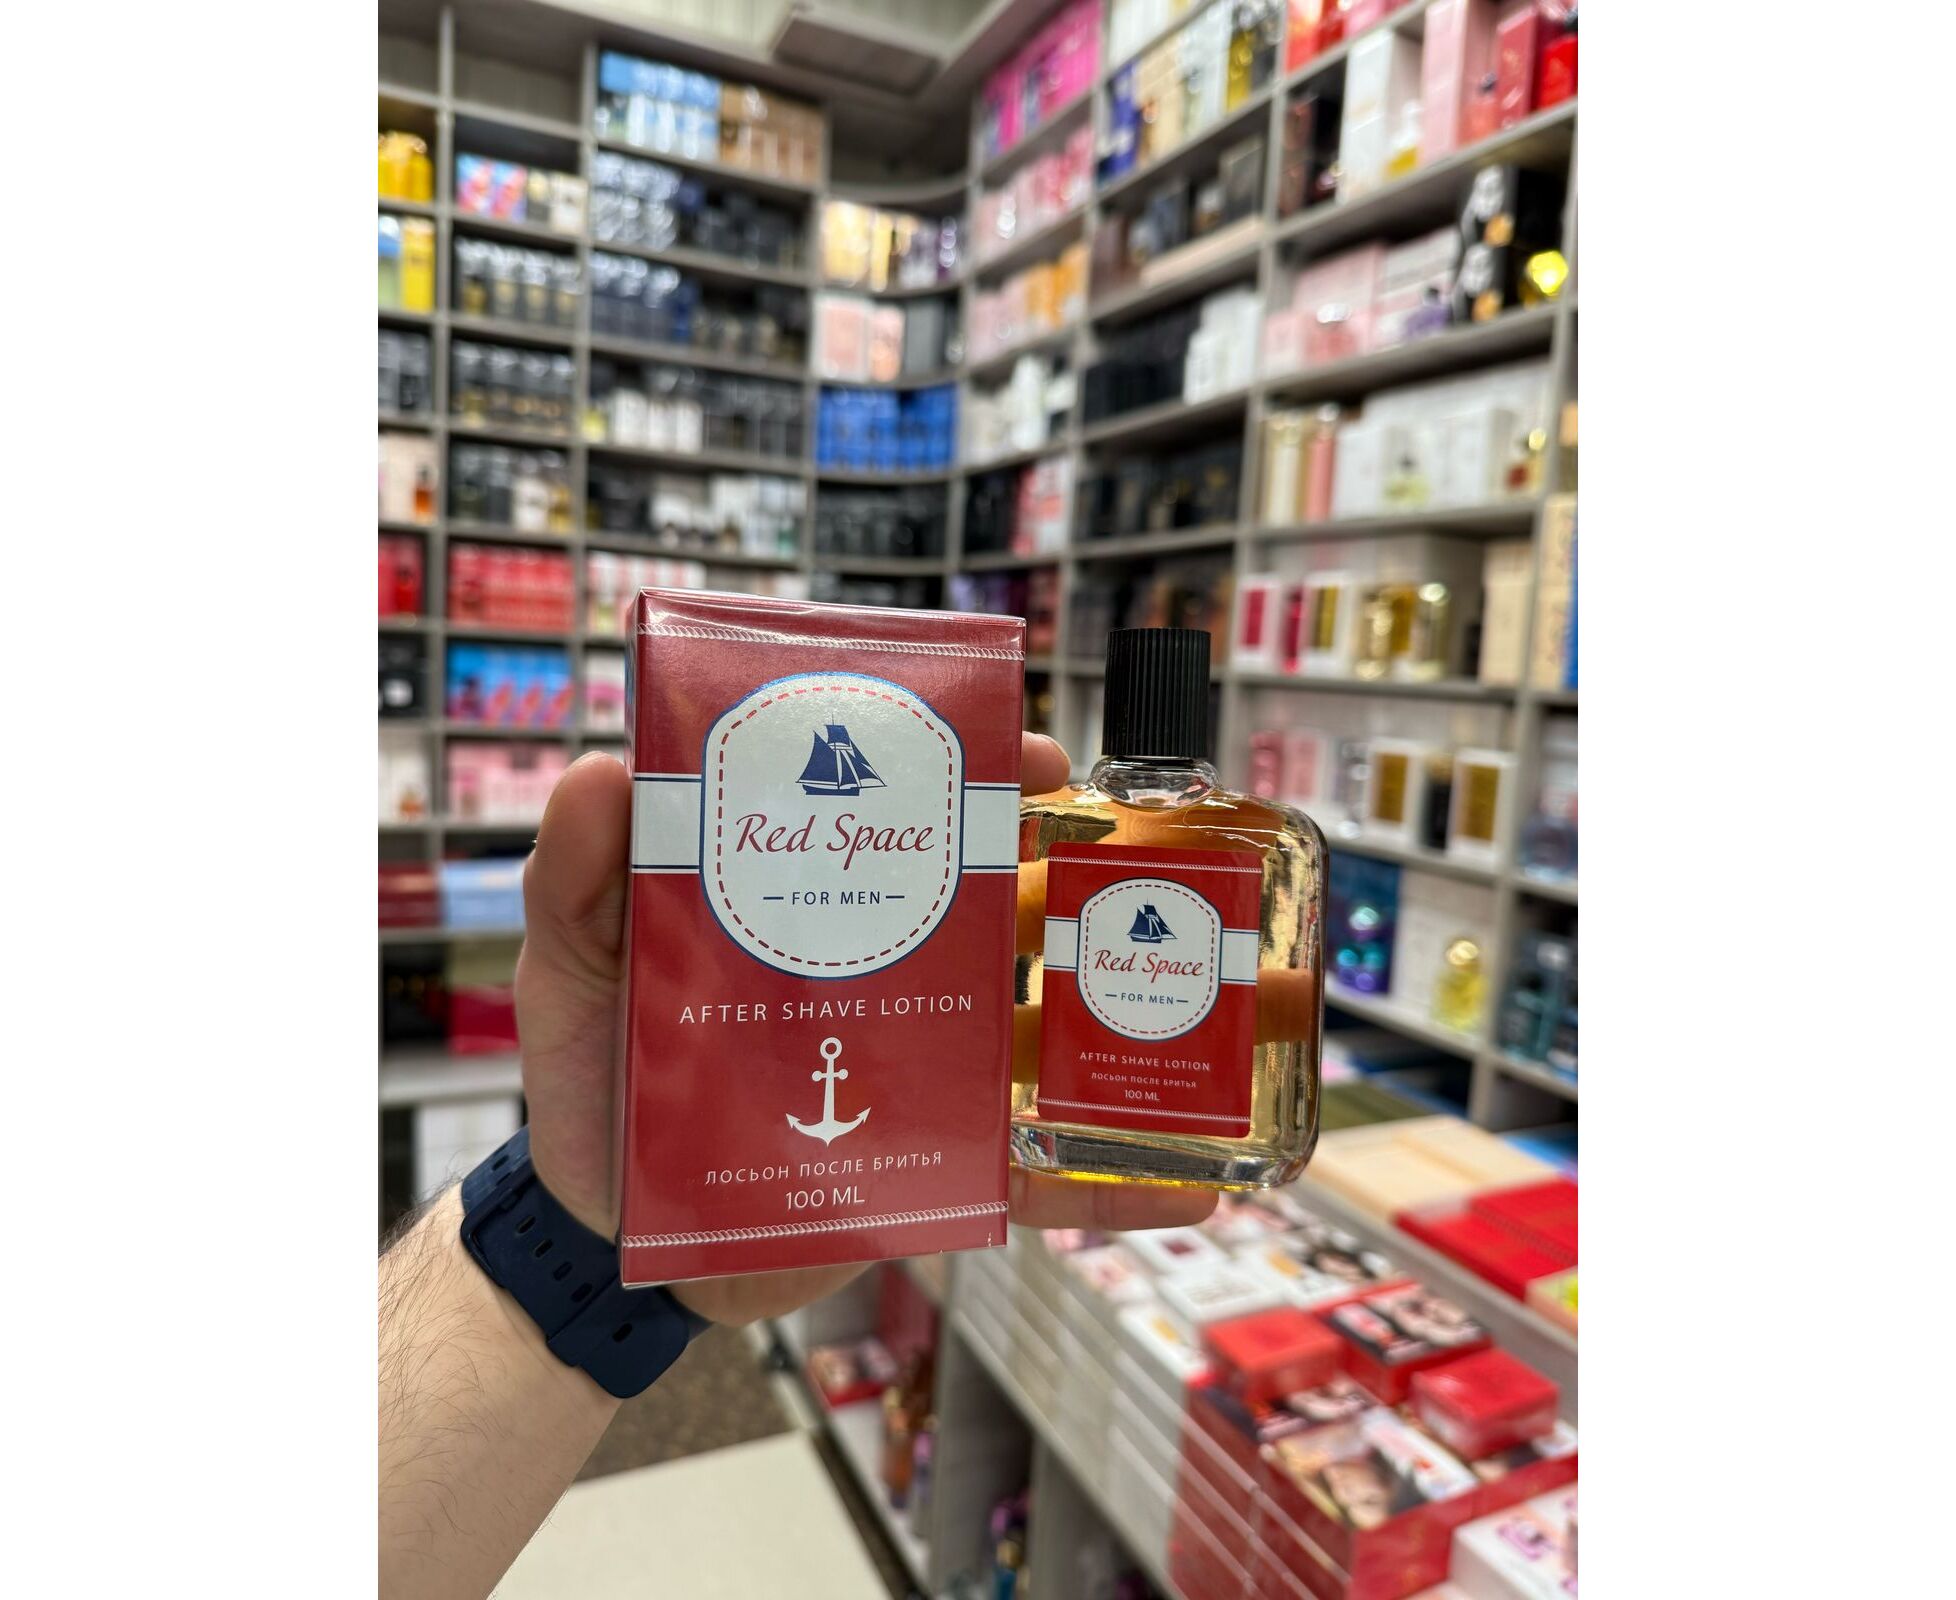 Red Space
FOR MEN
AFTER SHAVE LOTION
ЛОСЬОН ПОСЛЕ БРИТЬЯ
100 ML
Red Space
FOR MEN
AFTER SHAVE LOTION
ЛОСЬОН ПОСЛЕ БРИТЬЯ
100 ML